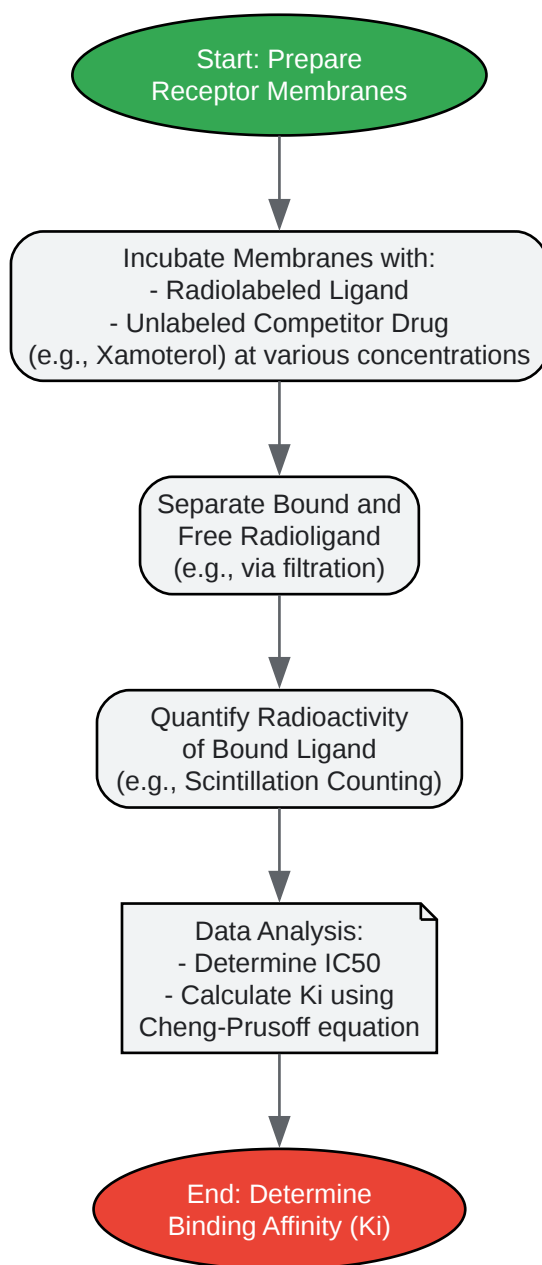 Start: Prepare
Receptor Membranes
Incubate Membranes with:
- Radiolabeled Ligand
- Unlabeled Competitor Drug
(e.g., Xamoterol) at various concentrations
Separate Bound and
Free Radioligand
(e.g., via filtration)
Quantify Radioactivity
of Bound Ligand
(e.g., Scintillation Counting)
Data Analysis:
- Determine IC50
- Calculate Ki using
Cheng-Prusoff equation
End: Determine
Binding Affinity (Ki)